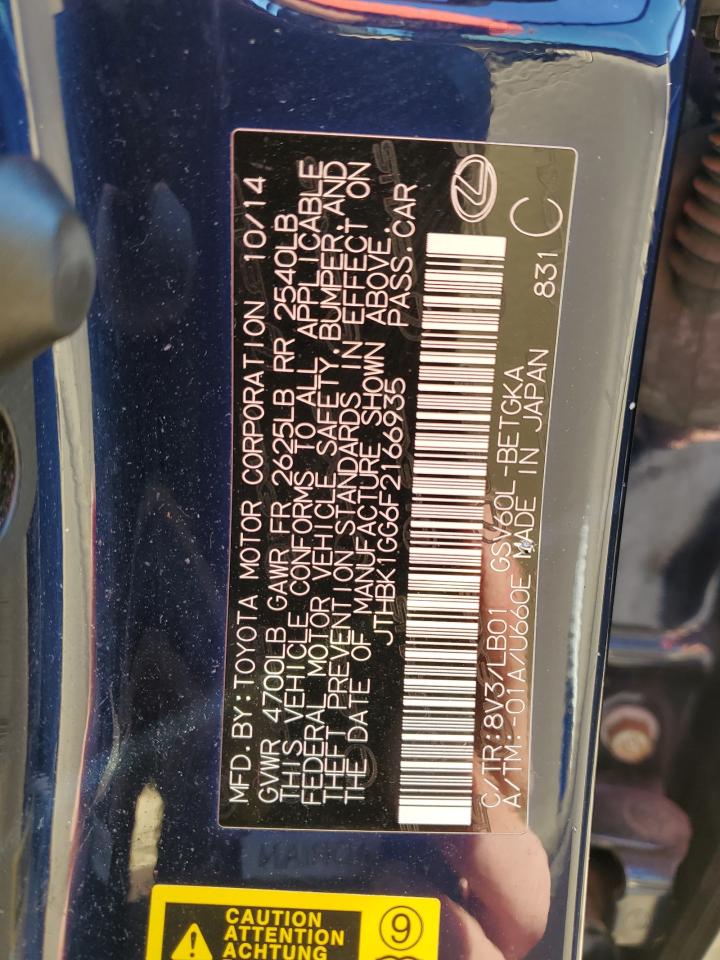 MFD. BY: TOYOTA MOTOR CORPORATION 10/14
GVWR 4700LB GAWR FR 2625LB RR 2540LB
THIS VEHICLE CONFORMS TO ALL APPLICABLE
FEDERAL MOTOR VEHICLE SAFETY, BUMPER, AND
THEFT PREVENTION STANDARDS IN EFFECT ON
THE DATE OF MANUFACTURE SHOWN ABOVE.
JTHBK1GG6F2166935 PASS. CAR
C/TR: 8V3/LB01 GSV60L-BETGKA
A/TM: -01A/U660E MADE IN JAPAN 831 C
CAUTION
ATTENTION
ACHTUNG
9